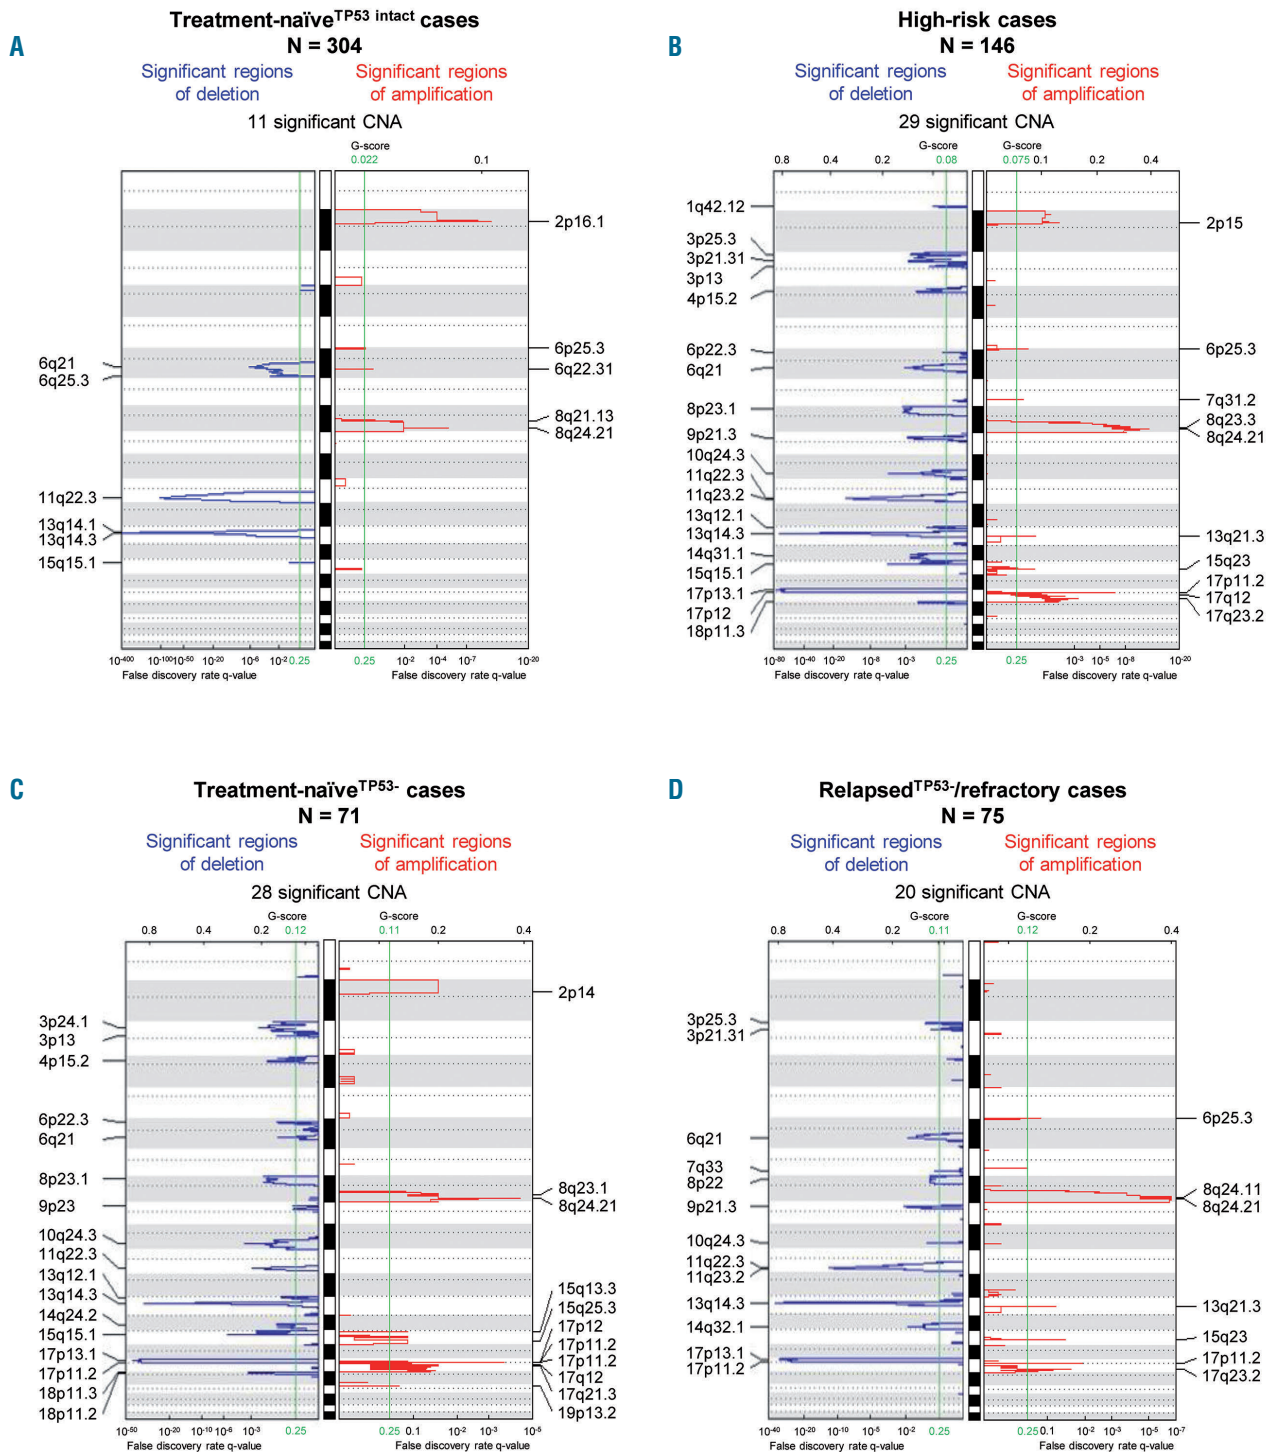 A
Treatment-naïveTP53 intact cases
N = 304
Significant regions of deletion
Significant regions of amplification
11 significant CNA
G-score
0.022 0.1
6q21
6q25.3
11q22.3
13q14.1
13q14.3
15q15.1
2p16.1
6p25.3
6q22.31
8q21.13
8q24.21
10-400 10-100 10-50 10-20 10-6 10-2 0.25
0.25 10-2 10-4 10-7 10-20
False discovery rate q-value
False discovery rate q-value
B
High-risk cases
N = 146
Significant regions of deletion
Significant regions of amplification
29 significant CNA
G-score
G-score
0.8 0.4 0.2 0.08
0.075 0.1 0.2 0.4
1q42.12
3p25.3
3p21.31
3p13
4p15.2
6p22.3
6q21
8p23.1
9p21.3
10q24.3
11q22.3
11q23.2
13q12.1
13q14.3
14q31.1
15q15.1
17p13.1
17p12
18p11.3
2p15
6p25.3
7q31.2
8q23.3
8q24.21
13q21.3
15q23
17p11.2
17q12
17q23.2
10-80 10-40 10-20 10-8 10-3 0.25
0.25 10-3 10-5 10-8 10-20
False discovery rate q-value
False discovery rate q-value
C
Treatment-naïveTP53- cases
N = 71
Significant regions of deletion
Significant regions of amplification
28 significant CNA
G-score
G-score
0.8 0.4 0.2 0.12
0.11 0.2 0.4
3p24.1
3p13
4p15.2
6p22.3
6q21
8p23.1
9p23
10q24.3
11q22.3
13q12.1
13q14.3
14q24.2
15q15.1
17p13.1
17p11.2
18p11.3
18p11.2
2p14
8q23.1
8q24.21
15q13.3
15q25.3
17p12
17p11.2
17p11.2
17q12
17q21.3
19p13.2
10-50 10-20 10-10 10-6 10-3 0.25
0.25 0.1 10-2 10-3 10-5
False discovery rate q-value
False discovery rate q-value
D
RelapsedTP53-/refractory cases
N = 75
Significant regions of deletion
Significant regions of amplification
20 significant CNA
G-score
G-score
0.8 0.4 0.2 0.11
0.12 0.2 0.4
3p25.3
3p21.31
6q21
7q33
8p22
9p21.3
10q24.3
11q22.3
11q23.2
13q14.3
14q32.1
17p13.1
17p11.2
6p25.3
8q24.11
8q24.21
13q21.3
15q23
17p11.2
17q23.2
10-40 10-20 10-10 10-5 10-2 0.25
0.25 0.1 10-2 10-3 10-5 10-7
False discovery rate q-value
False discovery rate q-value